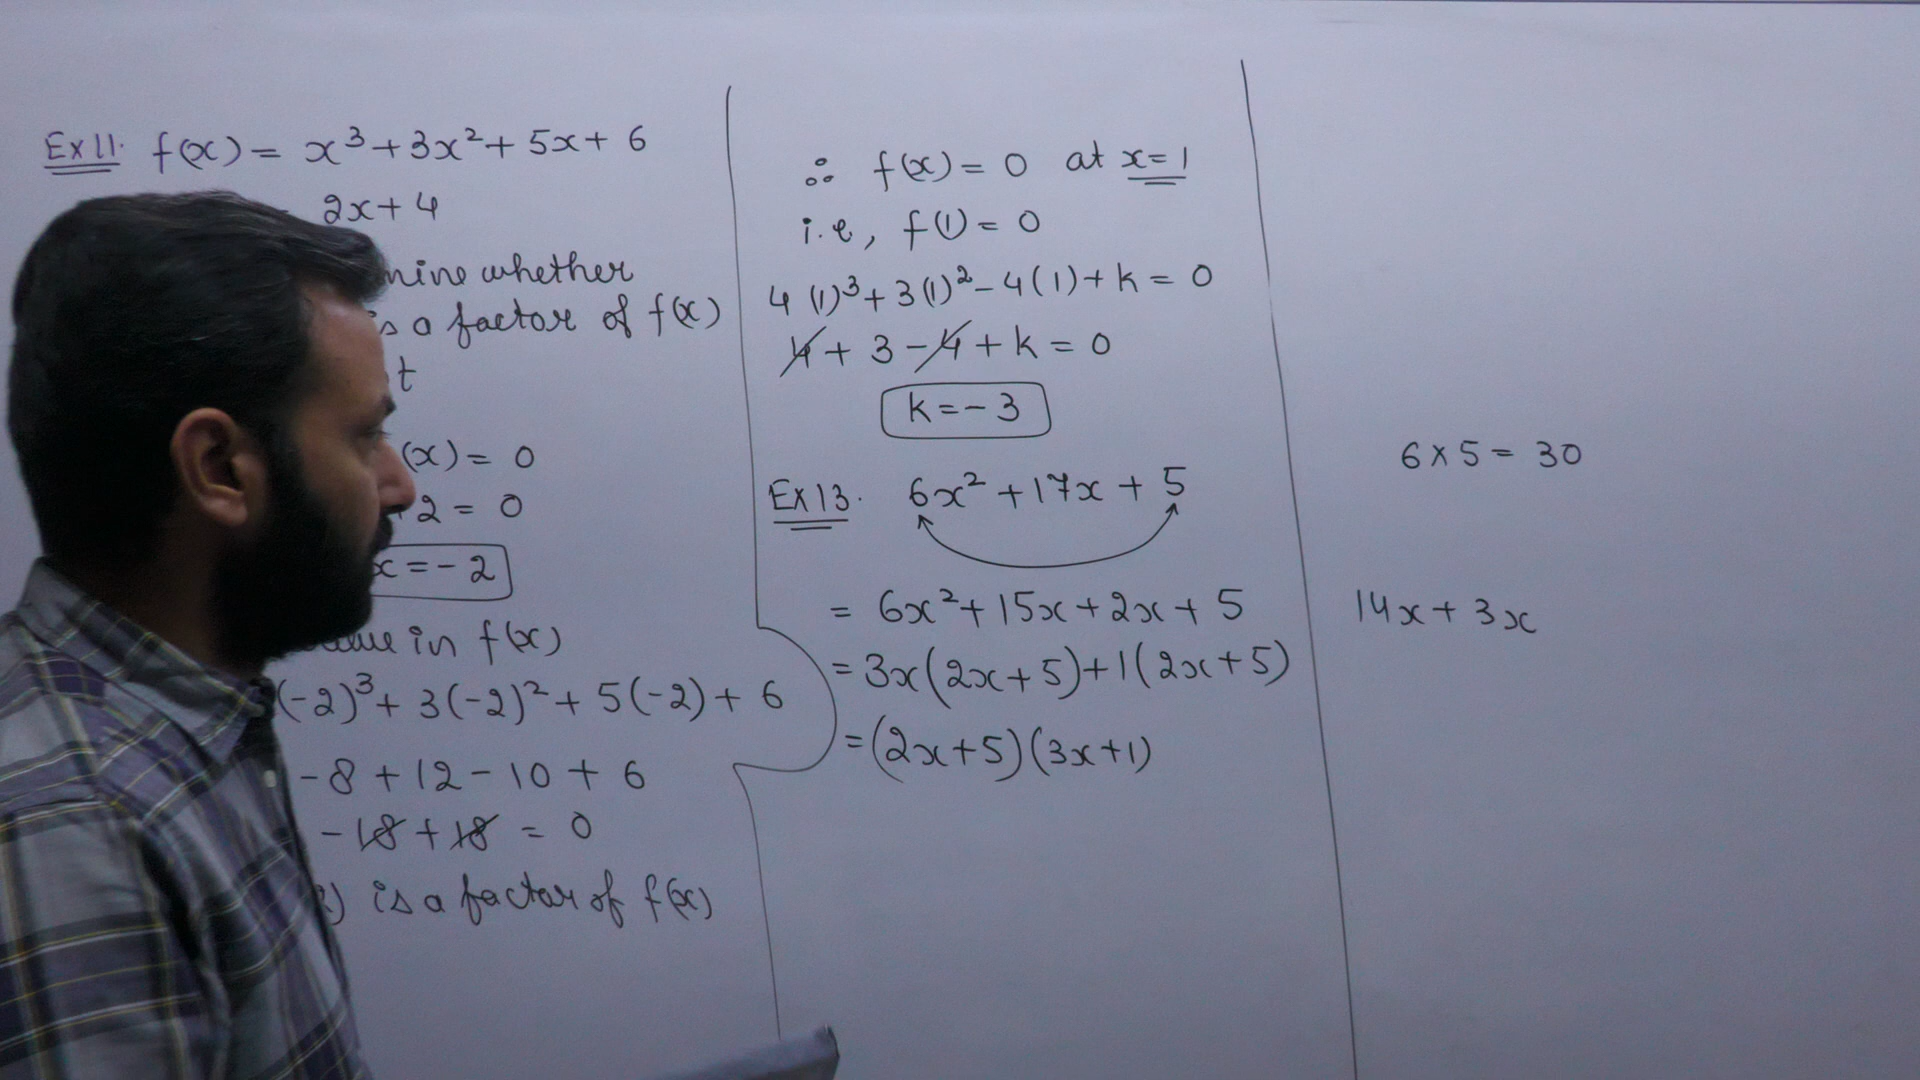 Ex 11. f(x) = x³ + 3x² + 5x + 6
2x + 4
whether
is a factor of f(x)
(x) = 0
2 = 0
x = - 2
in f(x)
(-2)³ + 3(-2)² + 5(-2) + 6
- 8 + 12 - 10 + 6
- 18 + 18 = 0
is a factor of f(x)
∴ f(x) = 0 at x = 1
i.e, f(1) = 0
4 (1)³ + 3(1)² - 4(1) + k = 0
4 + 3 - 4 + k = 0
k = - 3
Ex 13. 6x² + 17x + 5
= 6x² + 15x + 2x + 5
= 3x(2x + 5) + 1(2x + 5)
= (2x + 5)(3x + 1)
6 x 5 = 30
14x + 3x